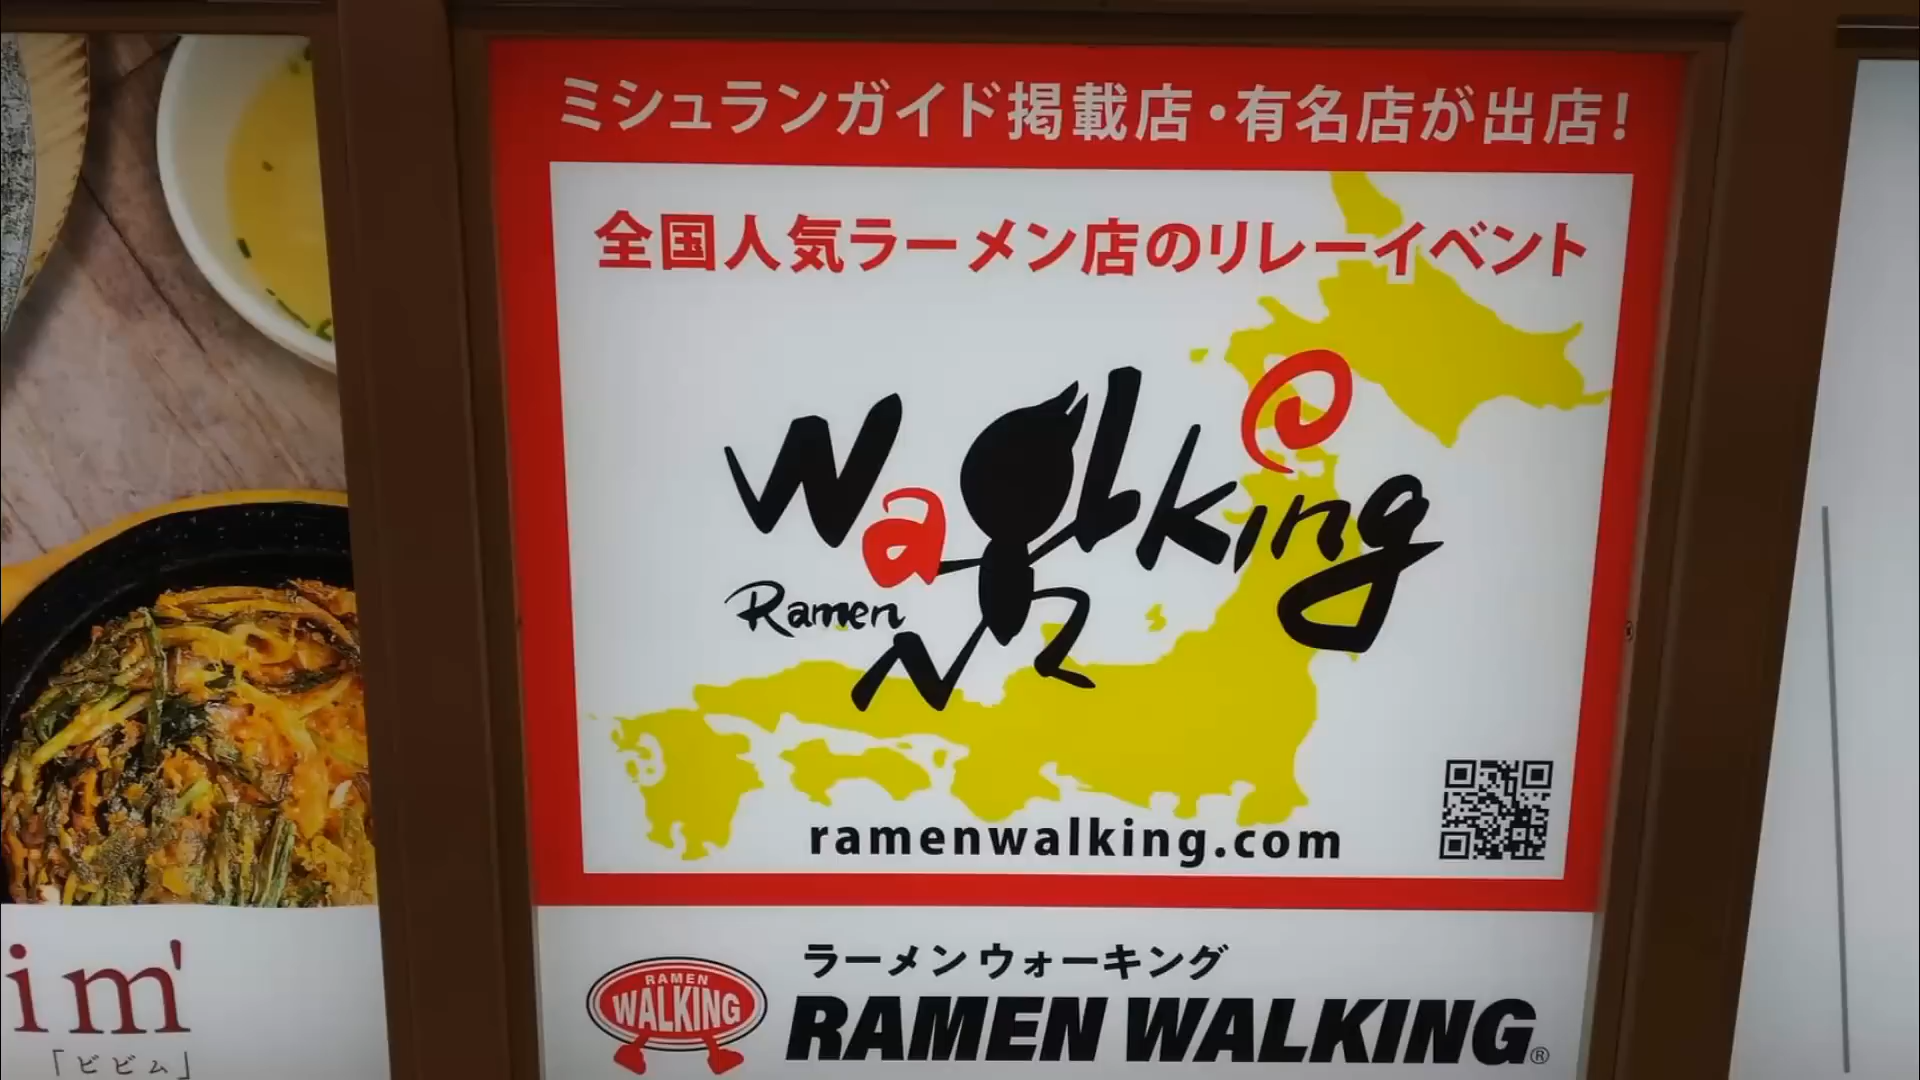 ミシュランガイド掲載店・有名店が出店!
全国人気ラーメン店のリレーイベント
Walking
Ramen
ramenwalking.com
ラーメン ウォーキング
RAMEN
WALKING
RAMEN WALKING®
im'
「ビビム」